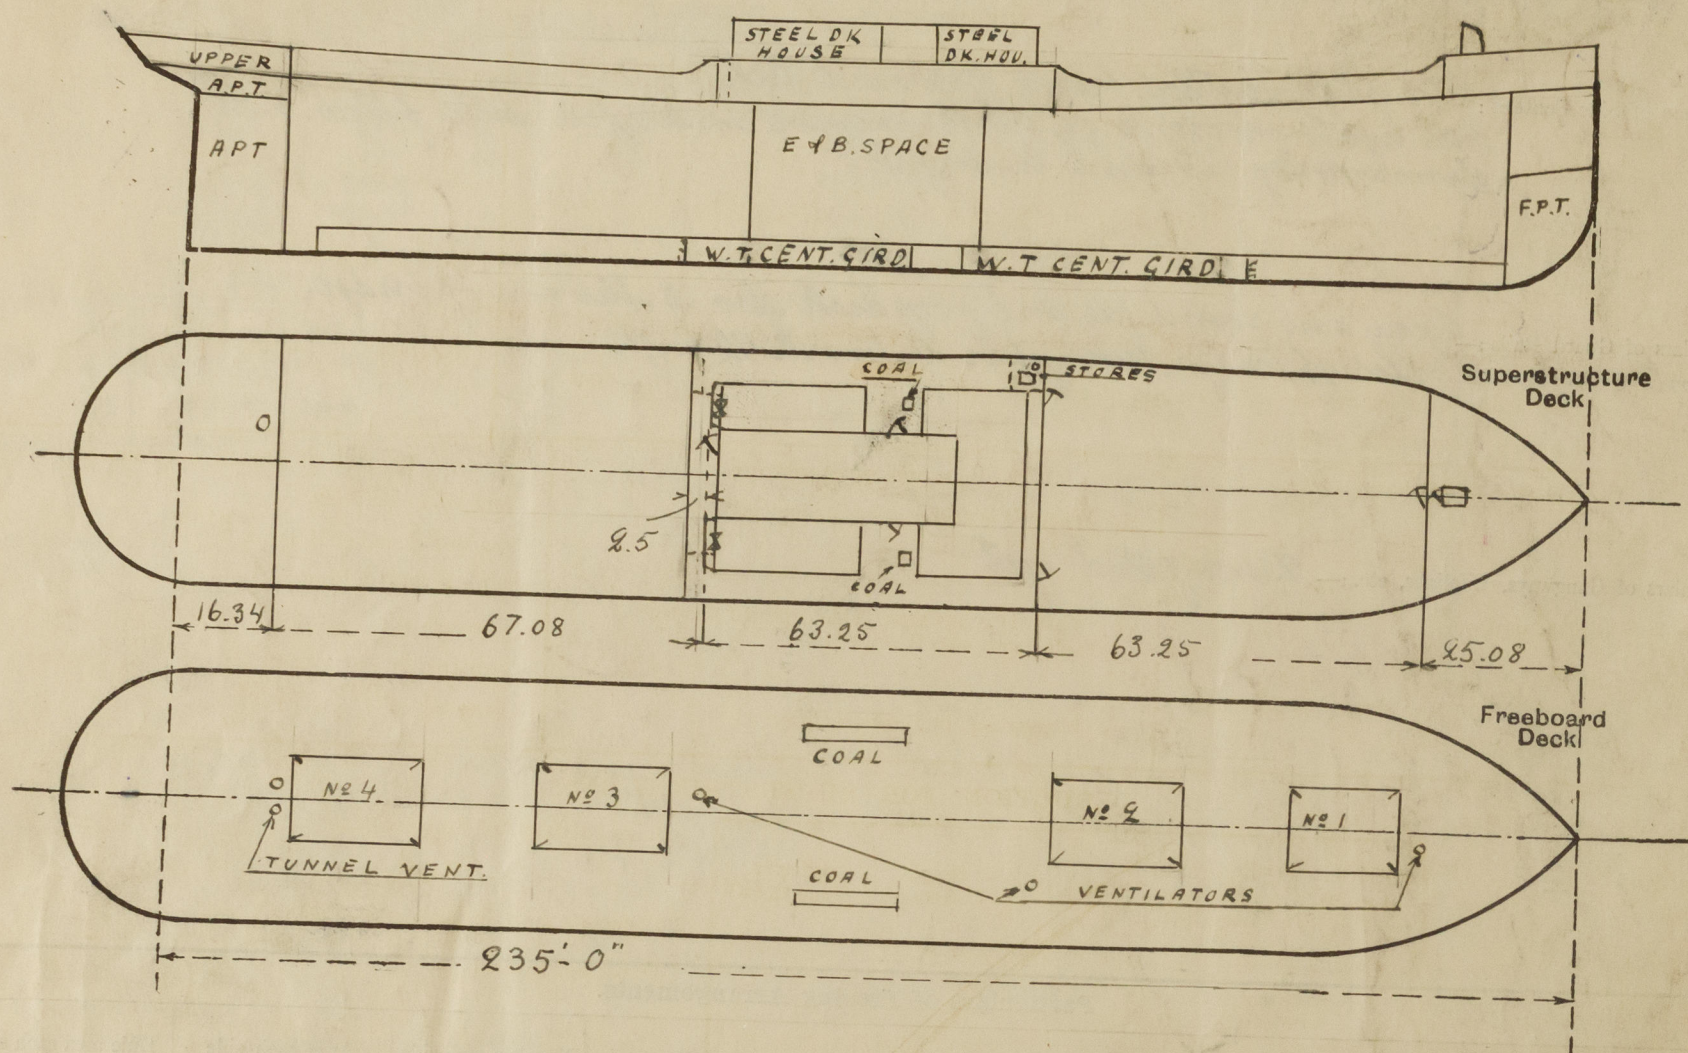 STEEL DK
HOUSE
STEEL
DK.HOU.
UPPER
A.P.T.
APT
E & B.SPACE
F.P.T.
W.T. CENT. GIRD
W.T CENT. GIRD.
COAL
STORES
Superstructure
Deck
2.5
COAL
16.34
67.08
63.25
63.25
25.08
Freeboard
Deck
COAL
No 4
No 3
No 2
No 1
TUNNEL VENT.
COAL
VENTILATORS
235'-0"